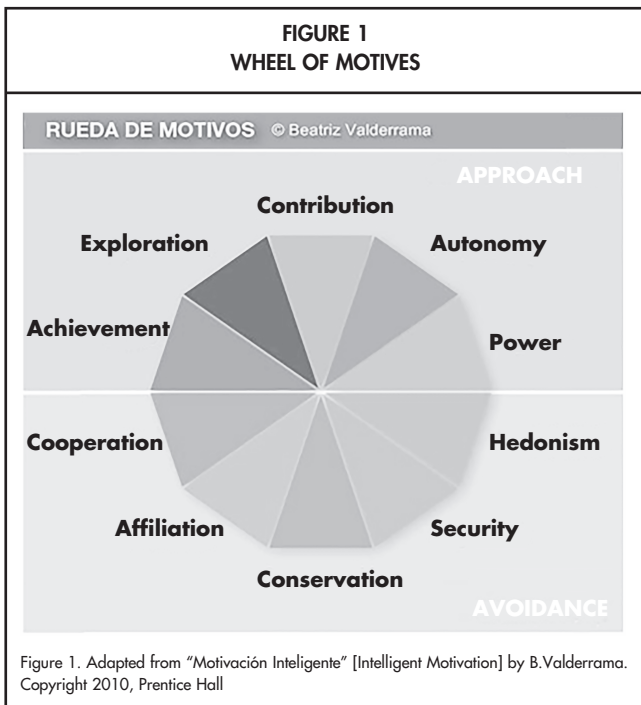 FIGURE 1
WHEEL OF MOTIVES
RUEDA DE MOTIVOS © Beatriz Valderrama
APPROACH
Contribution
Exploration
Autonomy
Achievement
Power
Cooperation
Hedonism
Affiliation
Security
Conservation
AVOIDANCE
Figure 1. Adapted from “Motivación Inteligente” [Intelligent Motivation] by B.Valderrama.
Copyright 2010, Prentice Hall